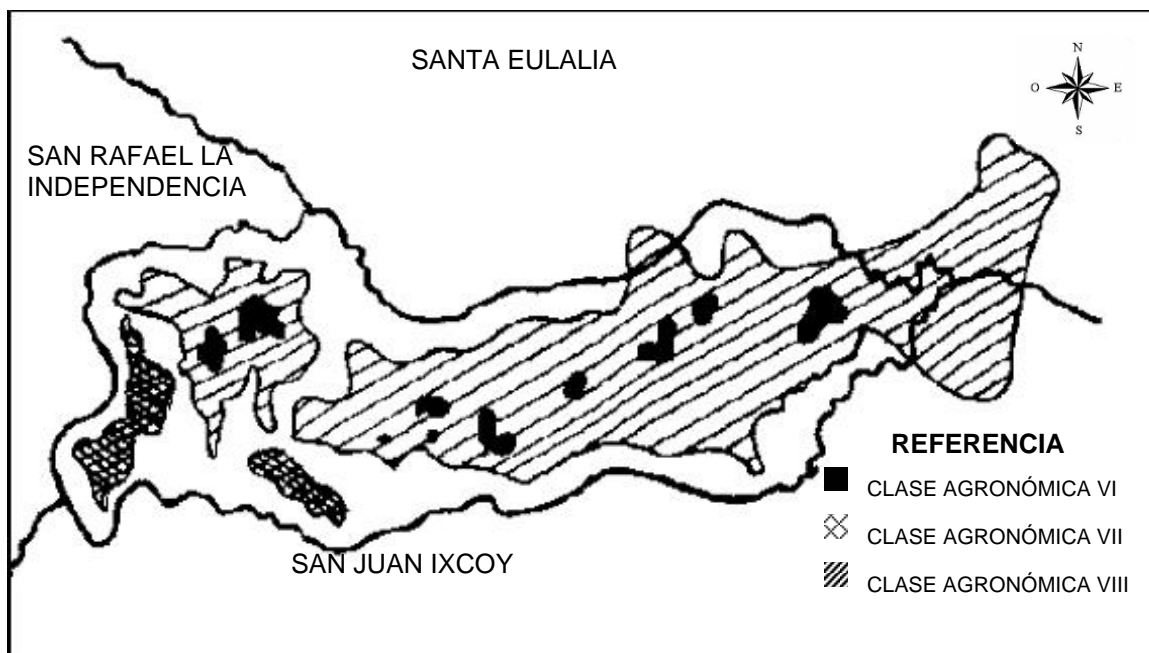 SANTA EULALIA
N
O E
S
SAN RAFAEL LA
INDEPENDENCIA
REFERENCIA
CLASE AGRONÓMICA VI
CLASE AGRONÓMICA VII
CLASE AGRONÓMICA VIII
SAN JUAN IXCOY